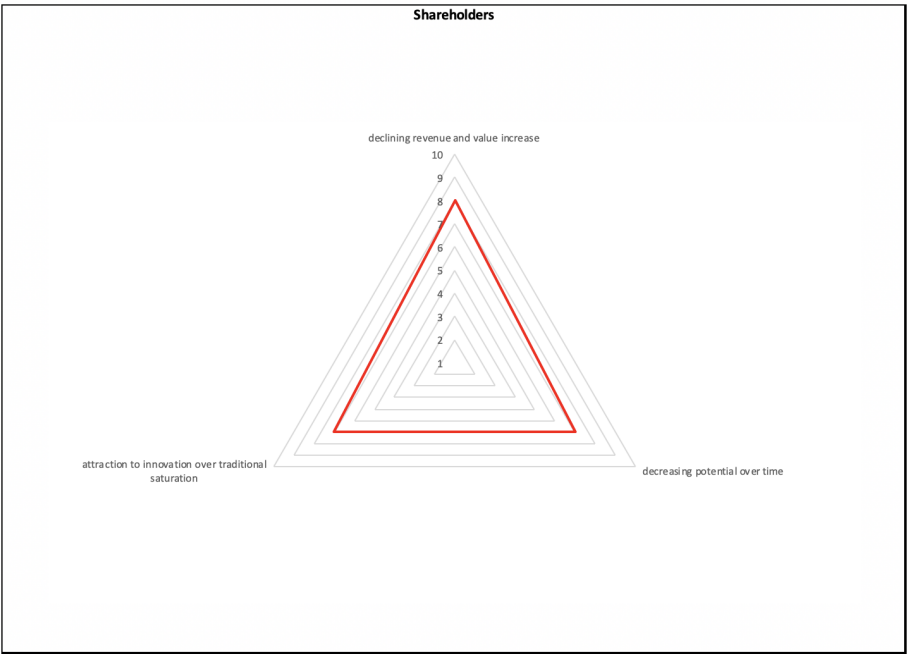 Shareholders
declining revenue and value increase
10
9
8
7
6
5
4
3
2
1
attraction to innovation over traditional
saturation
decreasing potential over time